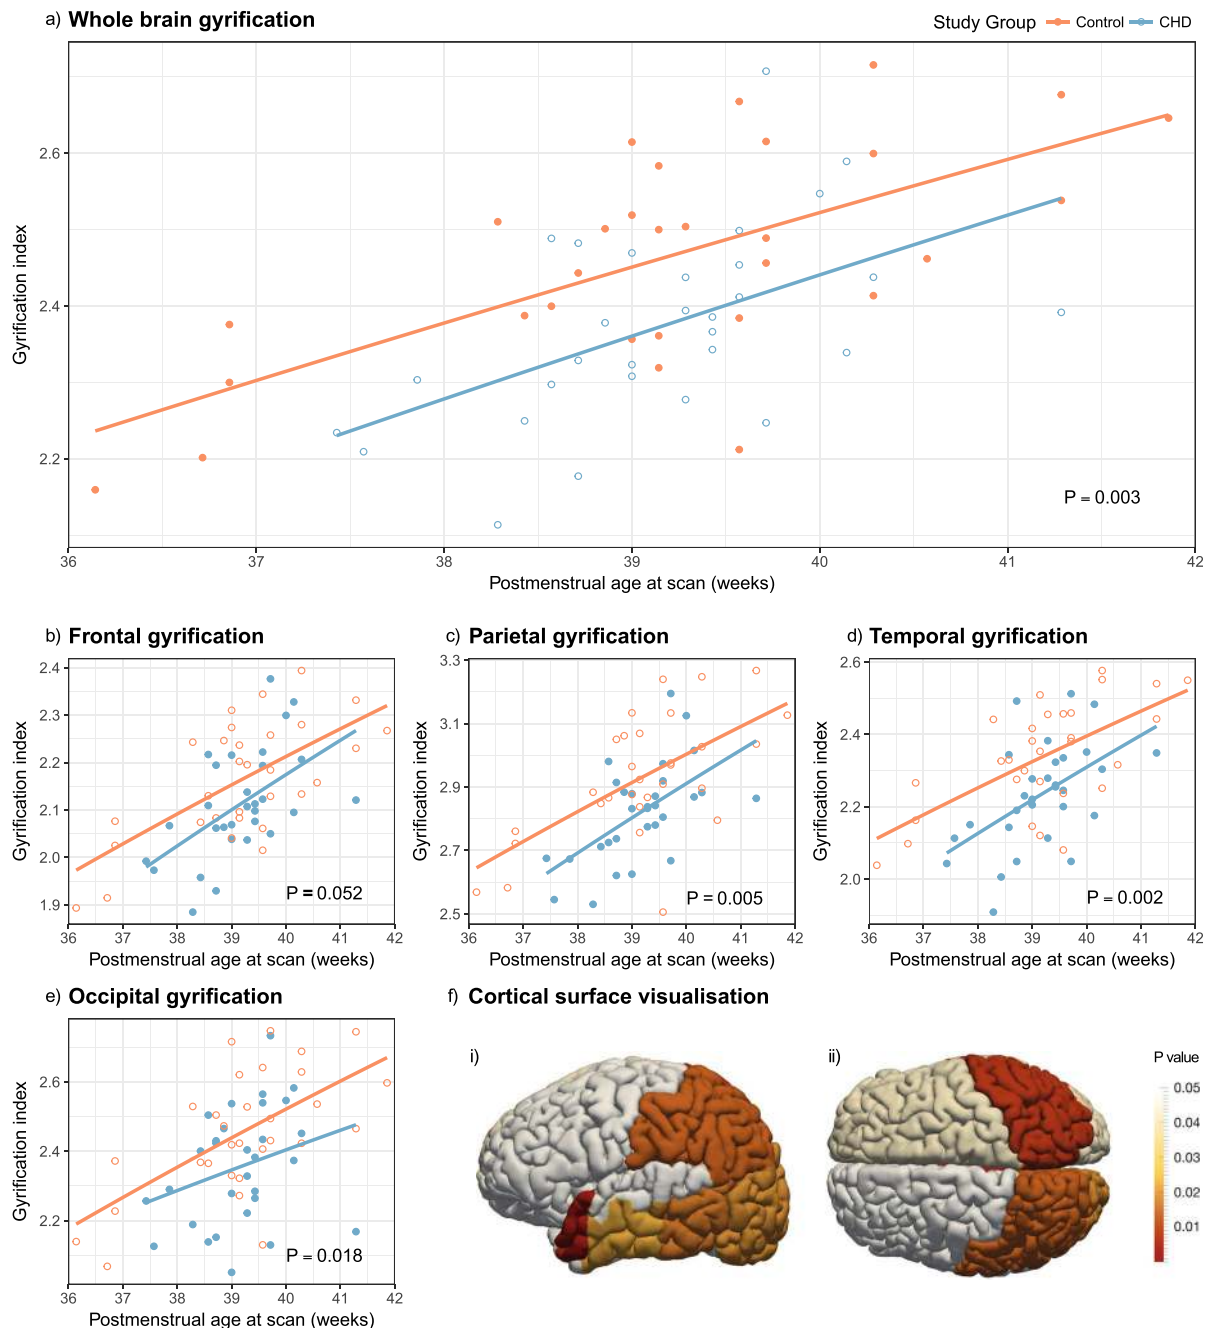 a) Whole brain gyrification
Study Group Control CHD
Gyrification index
2.6
2.4
2.2
P = 0.003
36 37 38 39 40 41 42
Postmenstrual age at scan (weeks)
b) Frontal gyrification
Gyrification index
2.4
2.3
2.2
2.1
2.0
1.9
P = 0.052
36 37 38 39 40 41 42
Postmenstrual age at scan (weeks)
c) Parietal gyrification
Gyrification index
3.3
3.1
2.9
2.7
2.5
P = 0.005
36 37 38 39 40 41 42
Postmenstrual age at scan (weeks)
d) Temporal gyrification
Gyrification index
2.6
2.4
2.2
2.0
P = 0.002
36 37 38 39 40 41 42
Postmenstrual age at scan (weeks)
e) Occipital gyrification
Gyrification index
2.6
2.4
2.2
P = 0.018
36 37 38 39 40 41 42
Postmenstrual age at scan (weeks)
f) Cortical surface visualisation
i)
ii)
P value
0.05
0.04
0.03
0.02
0.01